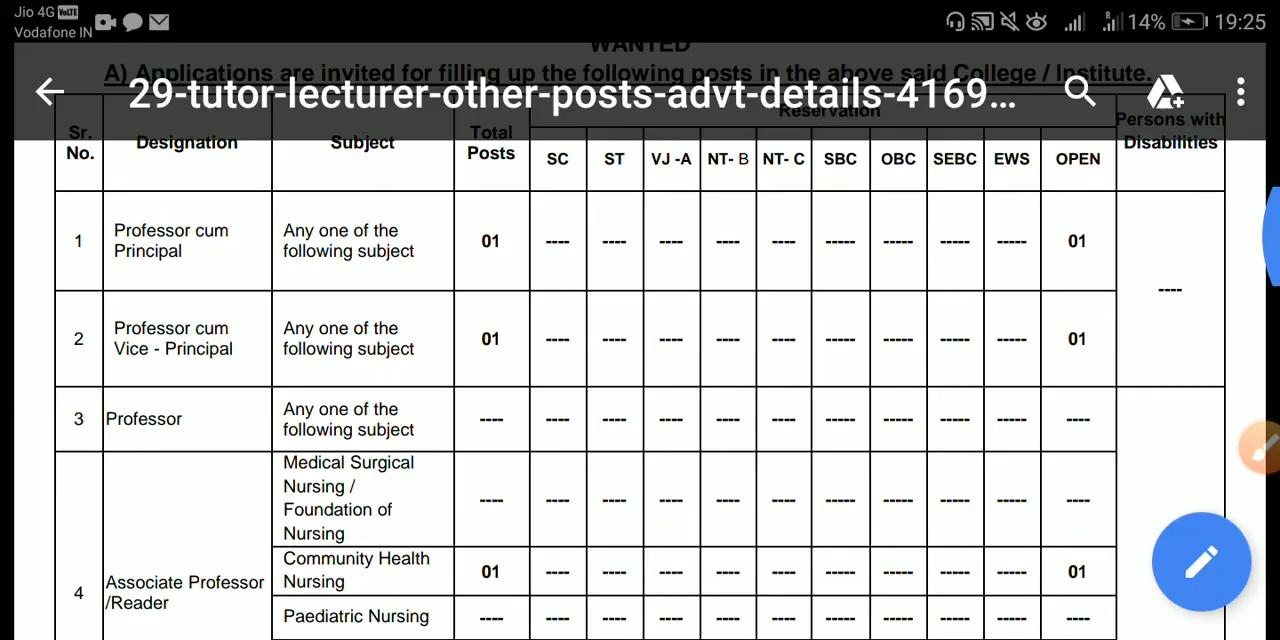 Jio 4G VoLTE
Vodafone IN
14% 19:25
WANTED
A) Applications are invited for filling up the following posts in the above said College / Institute.
29-tutor-lecturer-other-posts-advt-details-4169...
Sr. No. Designation Subject Total Posts Reservation Persons with Disabilities
SC ST VJ -A NT- B NT- C SBC OBC SEBC EWS OPEN
1 Professor cum Principal Any one of the following subject 01 ---- ---- ---- ---- ---- ---- ----- ----- ----- 01 ----
2 Professor cum Vice - Principal Any one of the following subject 01 ---- ---- ---- ---- ---- ---- ----- ----- ----- 01
3 Professor Any one of the following subject ---- ---- ---- ---- ---- ---- ---- ----- ----- ----- ----
4 Associate Professor /Reader
Medical Surgical Nursing / Foundation of Nursing ---- ---- ---- ---- ---- ---- ---- ----- ----- ----- ----
Community Health Nursing 01 ---- ---- ---- ---- ---- ---- ----- ----- ----- 01
Paediatric Nursing ---- ---- ---- ---- ---- ---- ---- ----- ----- ----- ----